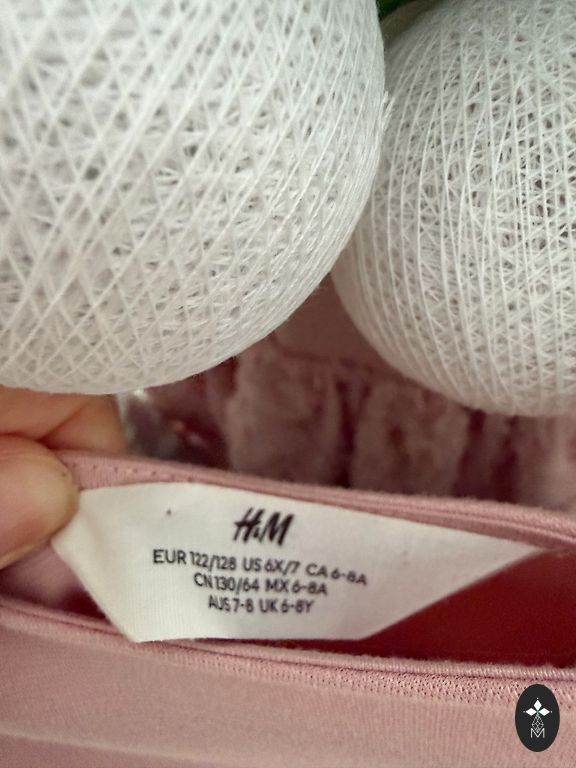 H&M
EUR 122/128 US 6X/7 CA 6-8A
CN 130/64 MX 6-8A
AUS 7-8 UK 6-8Y
M